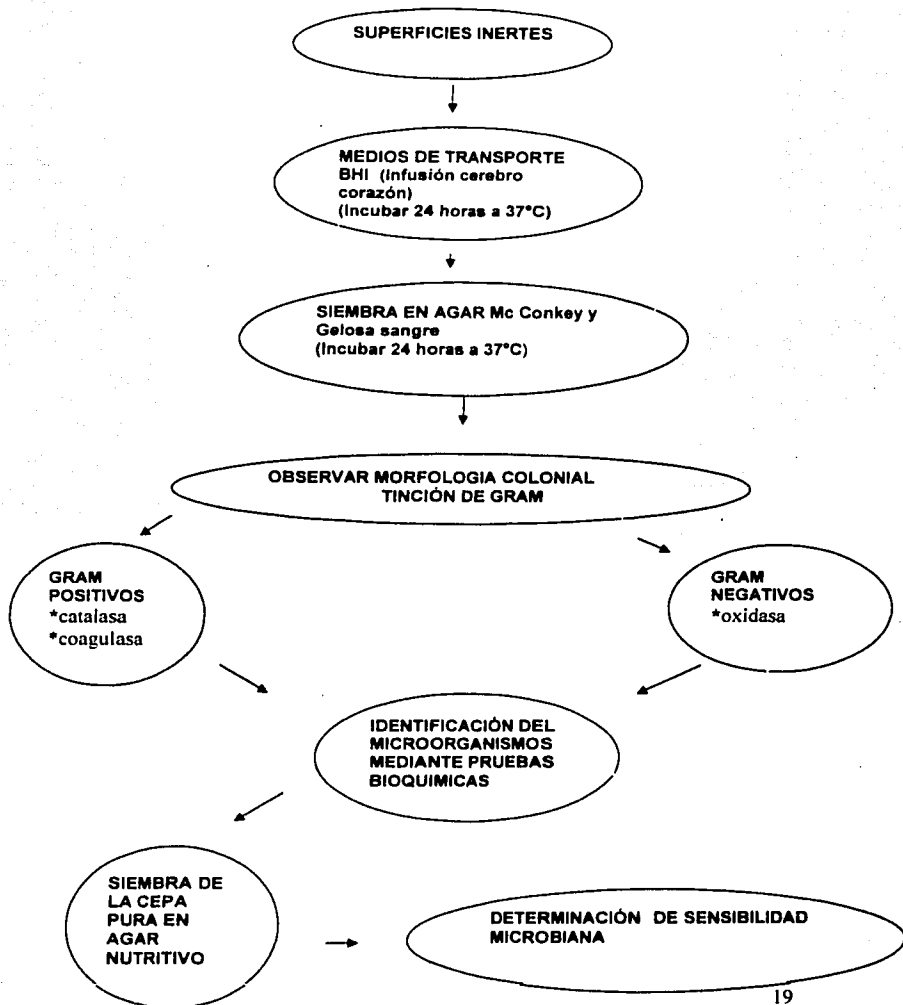 SUPERFICIES INERTES
MEDIOS DE TRANSPORTE
BHI (Infusión cerebro
corazón)
(Incubar 24 horas a 37°C)
SIEMBRA EN AGAR Mc Conkey y
Gelosa sangre
(Incubar 24 horas a 37°C)
OBSERVAR MORFOLOGIA COLONIAL
TINCIÓN DE GRAM
GRAM
POSITIVOS
*catalasa
*coagulasa
GRAM
NEGATIVOS
*oxidasa
IDENTIFICACIÓN DEL
MICROORGANISMOS
MEDIANTE PRUEBAS
BIOQUIMICAS
SIEMBRA DE
LA CEPA
PURA EN
AGAR
NUTRITIVO
DETERMINACIÓN DE SENSIBILIDAD
MICROBIANA
19